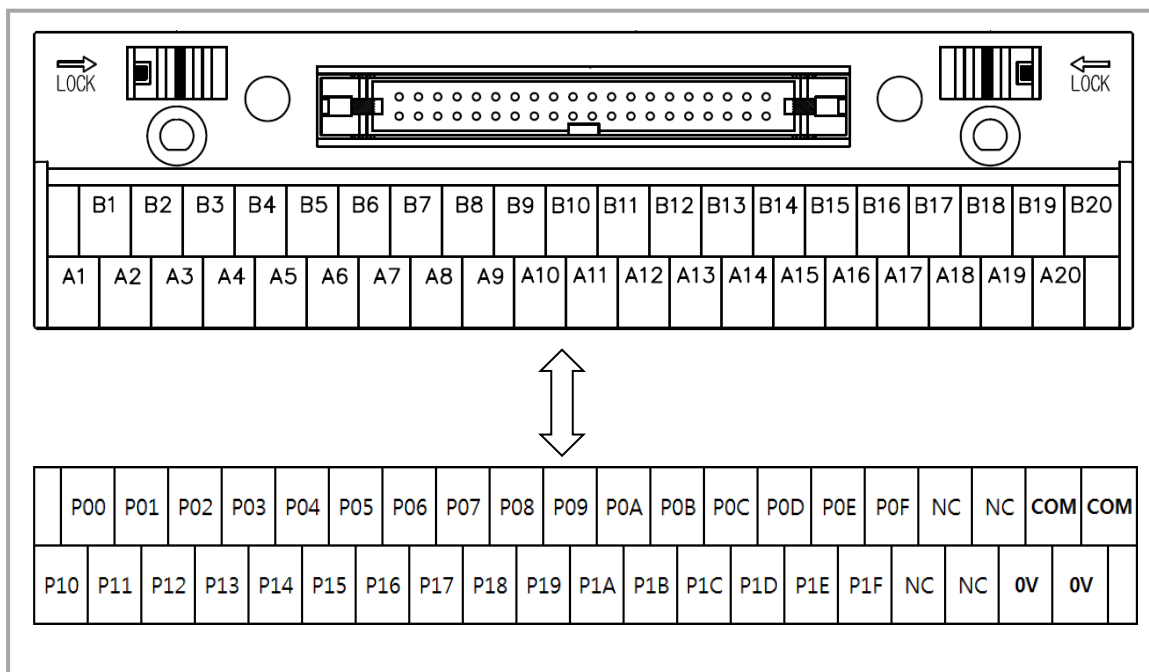 LOCK LOCK
B1 B2 B3 B4 B5 B6 B7 B8 B9 B10 B11 B12 B13 B14 B15 B16 B17 B18 B19 B20
A1 A2 A3 A4 A5 A6 A7 A8 A9 A10 A11 A12 A13 A14 A15 A16 A17 A18 A19 A20
P00 P01 P02 P03 P04 P05 P06 P07 P08 P09 P0A P0B P0C P0D P0E P0F NC NC COM COM
P10 P11 P12 P13 P14 P15 P16 P17 P18 P19 P1A P1B P1C P1D P1E P1F NC NC 0V 0V